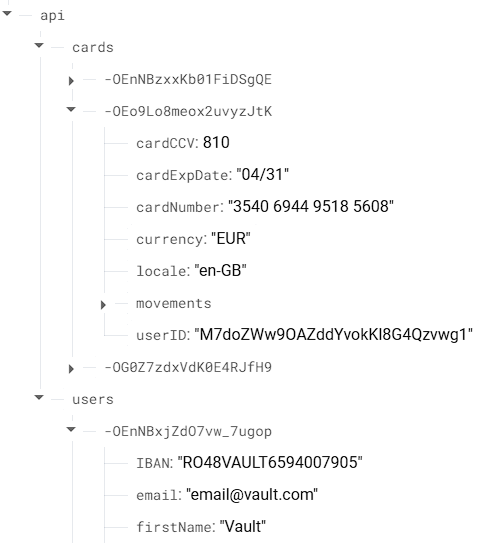 api
cards
-OEnNBzxxKb01FiDSgQE
-OEo9Lo8meox2uvyzJtK
cardCCV: 810
cardExpDate: "04/31"
cardNumber: "3540 6944 9518 5608"
currency: "EUR"
locale: "en-GB"
movements
userID: "M7doZWw9OAZddYvokKI8G4Qzvwg1"
-OG0Z7zdxVdK0E4RJfH9
users
-OEnNBxjZdO7vw_7ugop
IBAN: "RO48VAULT6594007905"
email: "email@vault.com"
firstName: "Vault"